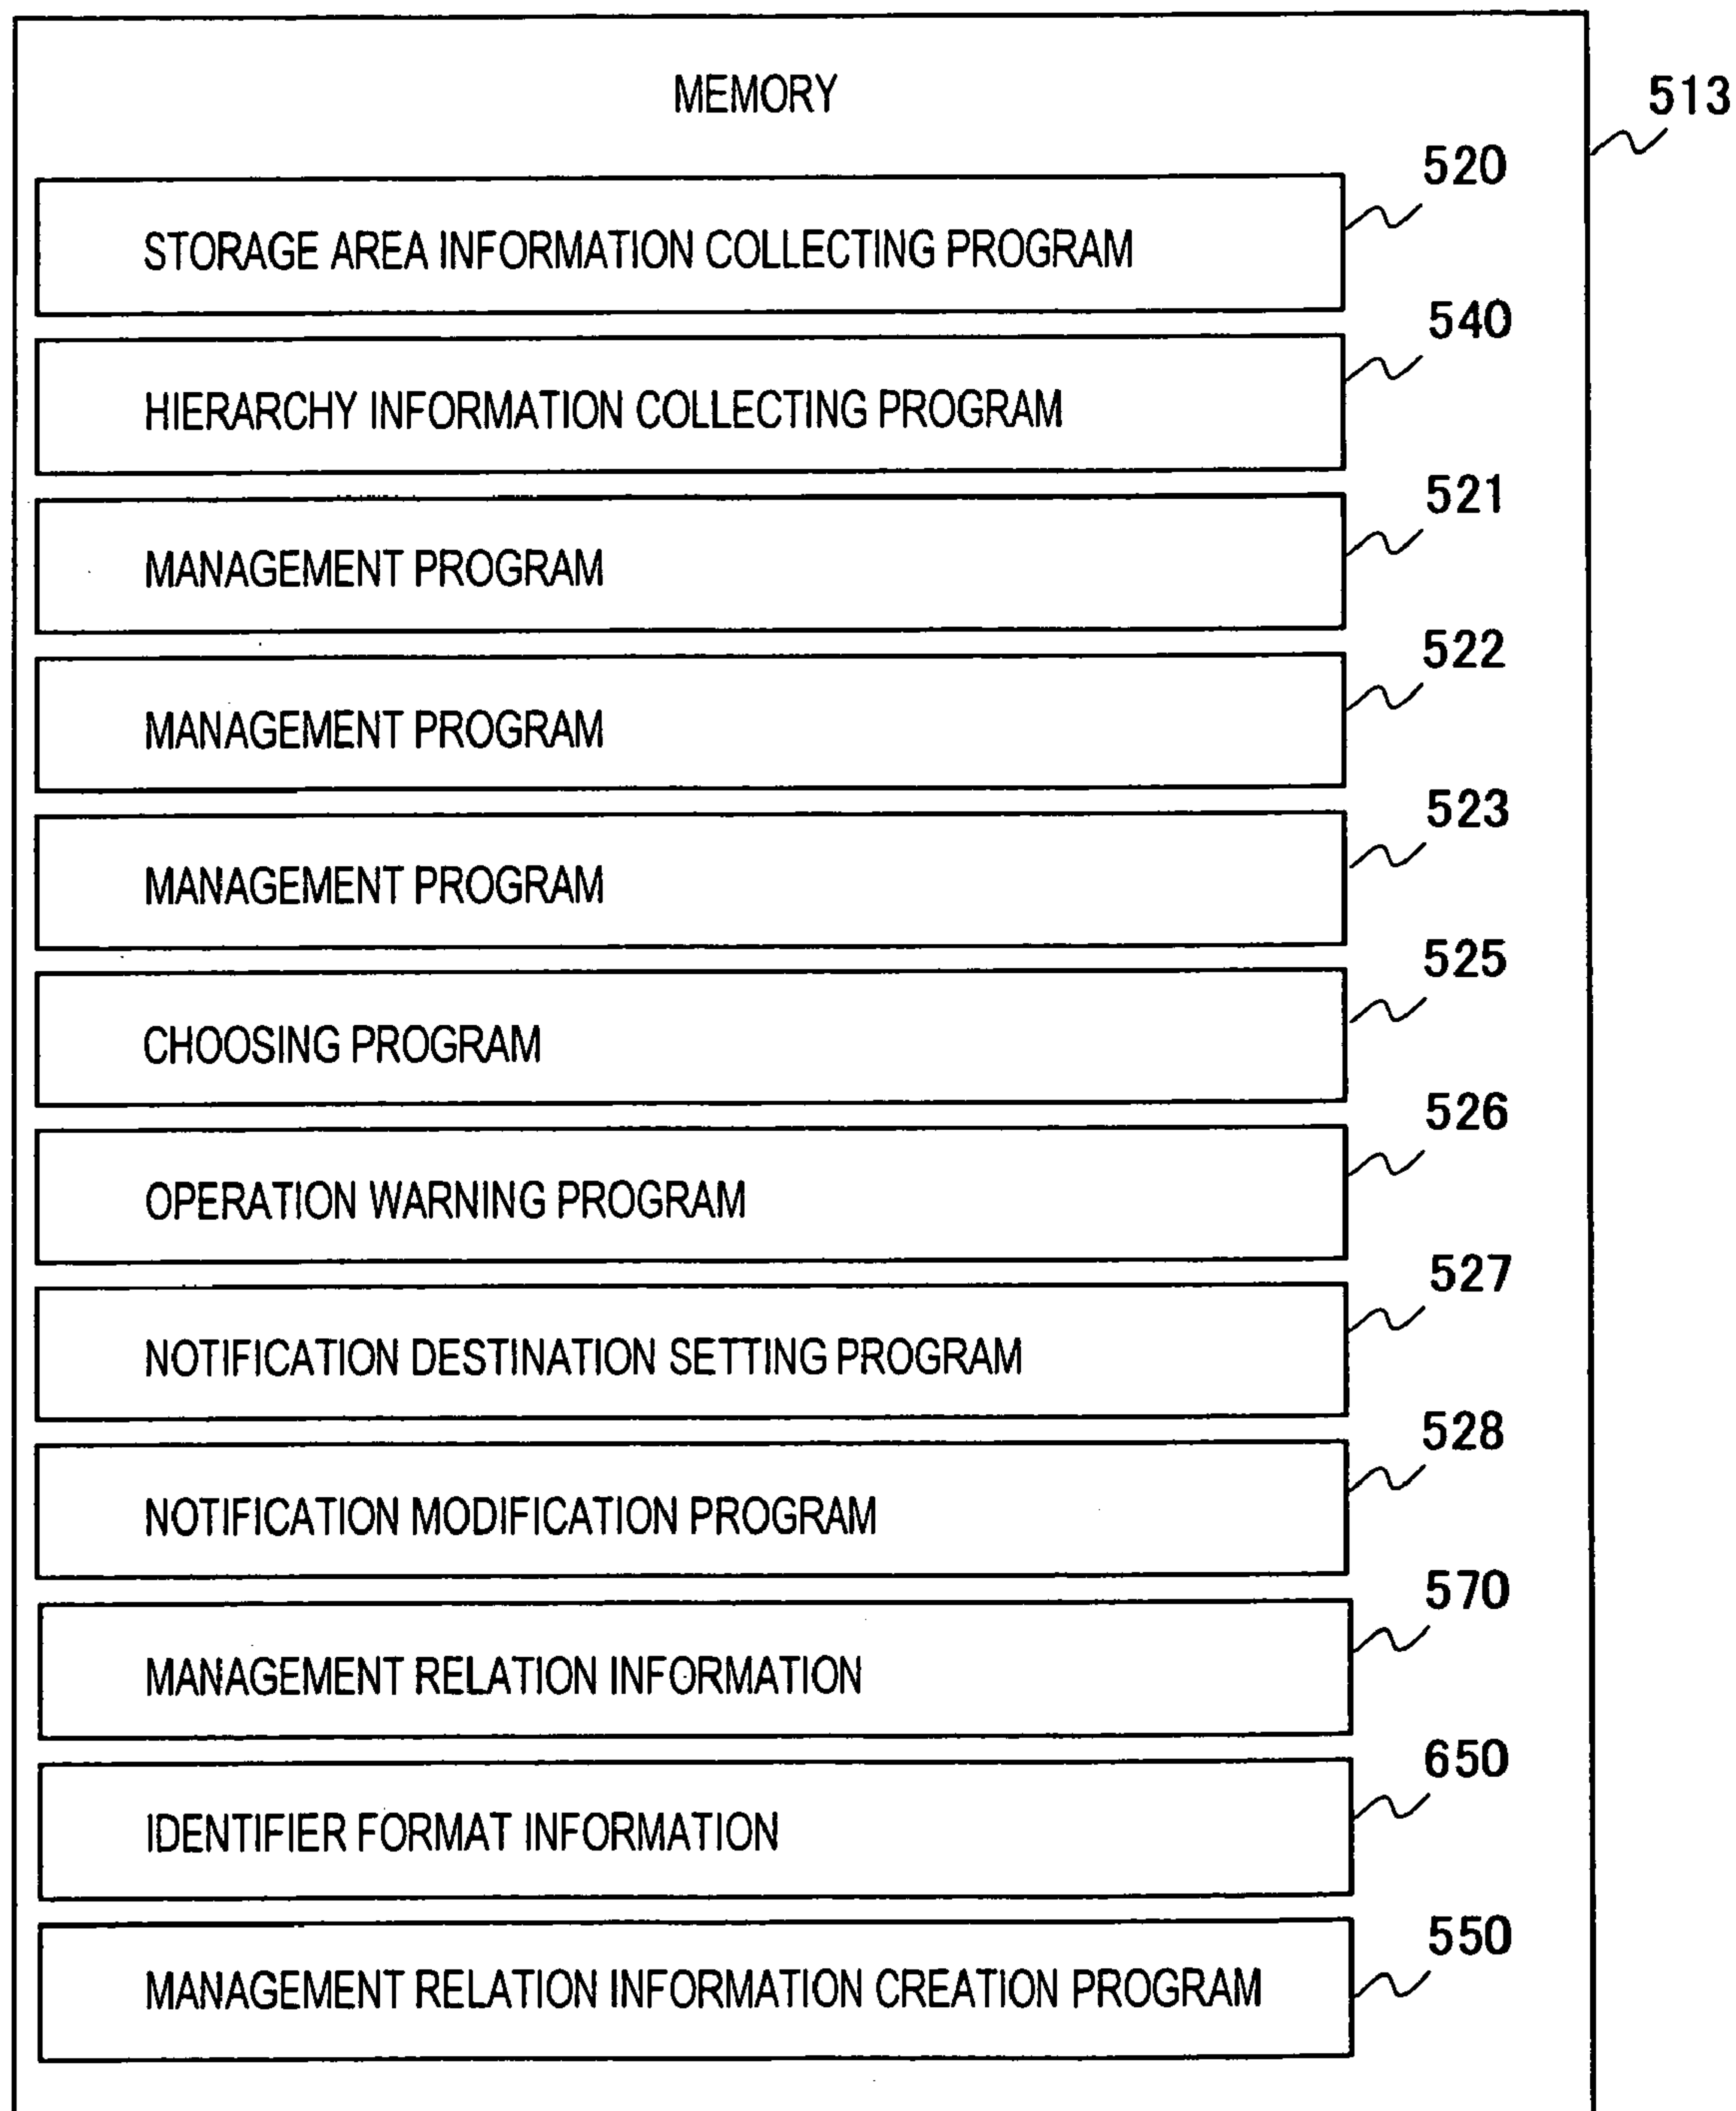 MEMORY
513
520
STORAGE AREA INFORMATION COLLECTING PROGRAM
540
HIERARCHY INFORMATION COLLECTING PROGRAM
521
MANAGEMENT PROGRAM
522
MANAGEMENT PROGRAM
523
MANAGEMENT PROGRAM
525
CHOOSING PROGRAM
526
OPERATION WARNING PROGRAM
527
NOTIFICATION DESTINATION SETTING PROGRAM
528
NOTIFICATION MODIFICATION PROGRAM
570
MANAGEMENT RELATION INFORMATION
650
IDENTIFIER FORMAT INFORMATION
550
MANAGEMENT RELATION INFORMATION CREATION PROGRAM